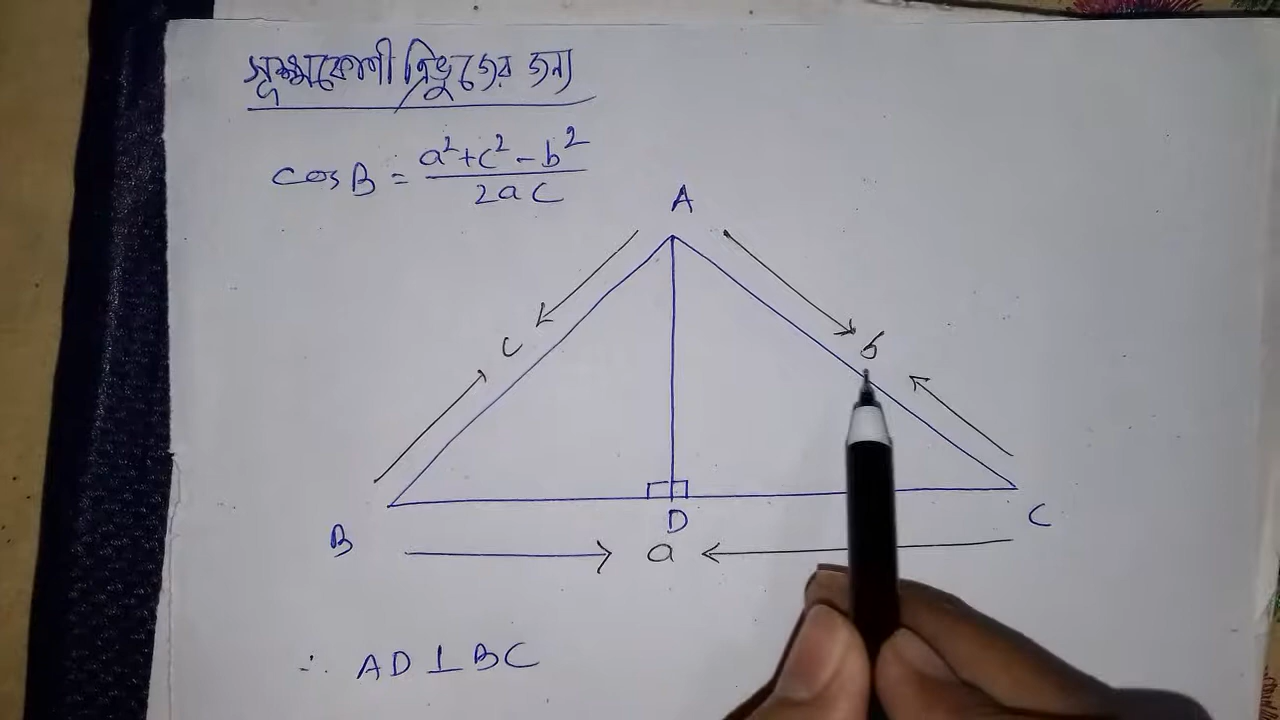 সূক্ষ্মকোণী ত্রিভুজের জন্য
cos B = a²+c²-b² / 2ac
A
c
b
B
D
C
a
∴ AD⊥BC